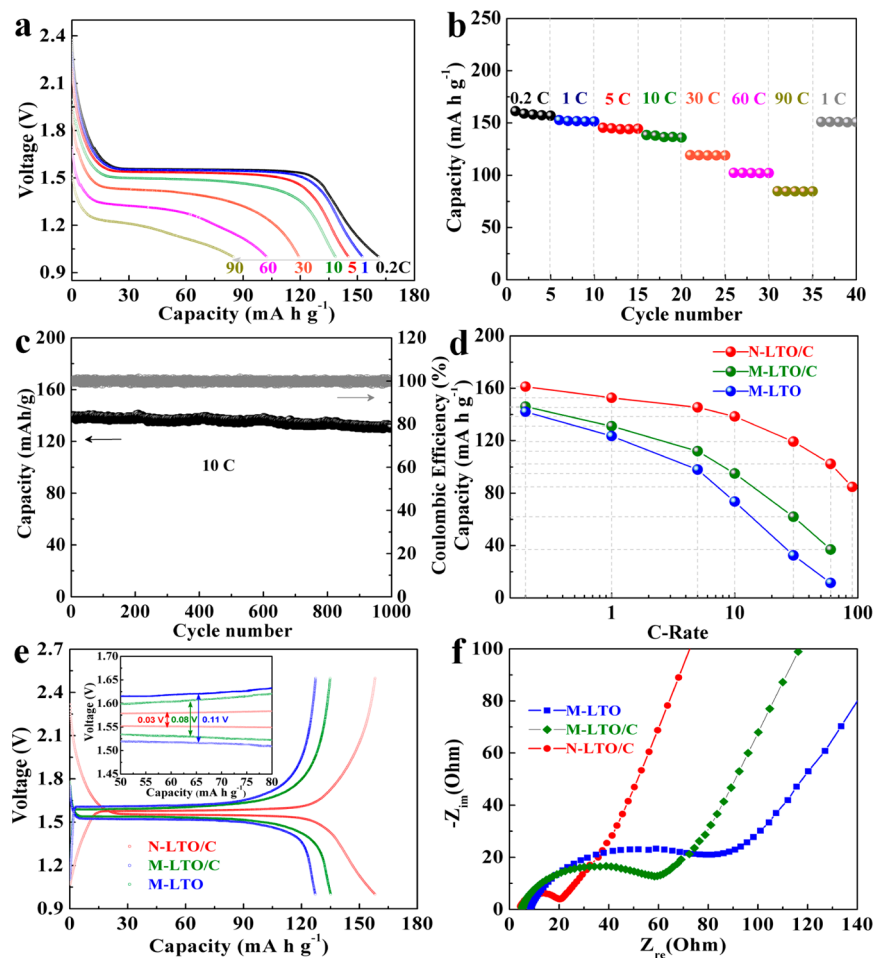 a
2.4
2.1
1.8
1.5
1.2
0.9
Voltage (V)
90 60 30 10 5 1 0.2C
0 30 60 90 120 150 180
Capacity (mA h g⁻¹)
b
250
200
150
100
50
0
Capacity (mA h g⁻¹)
0.2 C 1 C 5 C 10 C 30 C 60 C 90 C 1 C
0 5 10 15 20 25 30 35 40
Cycle number
c
200
160
120
80
40
0
Capacity (mAh/g)
10 C
120
100
80
60
40
20
0
Coulombic Efficiency (%)
0 200 400 600 800 1000
Cycle number
d
200
160
120
80
40
0
Capacity (mA h g⁻¹)
N-LTO/C
M-LTO/C
M-LTO
1 10 100
C-Rate
e
2.7
2.4
2.1
1.8
1.5
1.2
0.9
Voltage (V)
1.70
1.65
1.60
1.55
1.50
1.45
Voltage (V)
0.03 V 0.08 V 0.11 V
50 55 60 65 70 75 80
Capacity (mA h g⁻¹)
N-LTO/C
M-LTO/C
M-LTO
0 30 60 90 120 150 180
Capacity (mA h g⁻¹)
f
100
80
60
40
20
0
-Zim(Ohm)
M-LTO
M-LTO/C
N-LTO/C
0 20 40 60 80 100 120 140
Zre(Ohm)